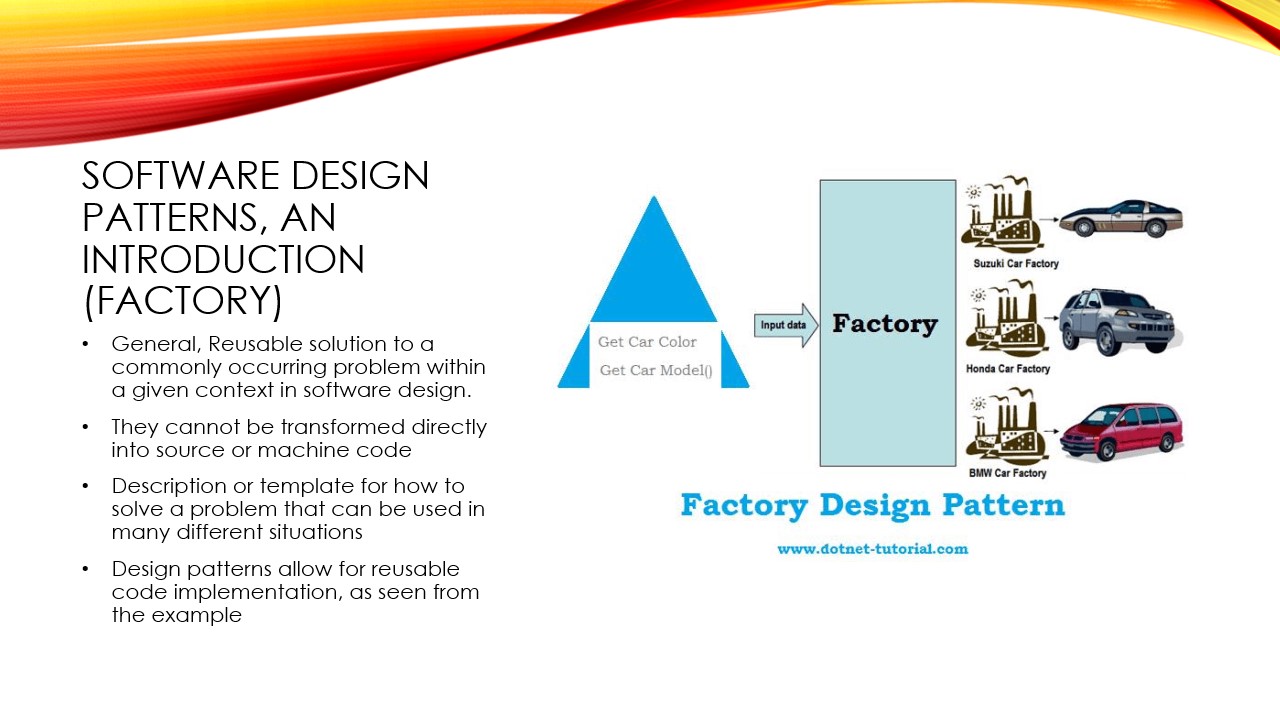 SOFTWARE DESIGN
PATTERNS, AN
INTRODUCTION
(FACTORY)
• General, Reusable solution to a
commonly occurring problem within
a given context in software design.
• They cannot be transformed directly
into source or machine code
• Description or template for how to
solve a problem that can be used in
many different situations
• Design patterns allow for reusable
code implementation, as seen from
the example
Get Car Color
Get Car Model()
Input data
Factory
Suzuki Car Factory
Honda Car Factory
BMW Car Factory
Factory Design Pattern
www.dotnet-tutorial.com